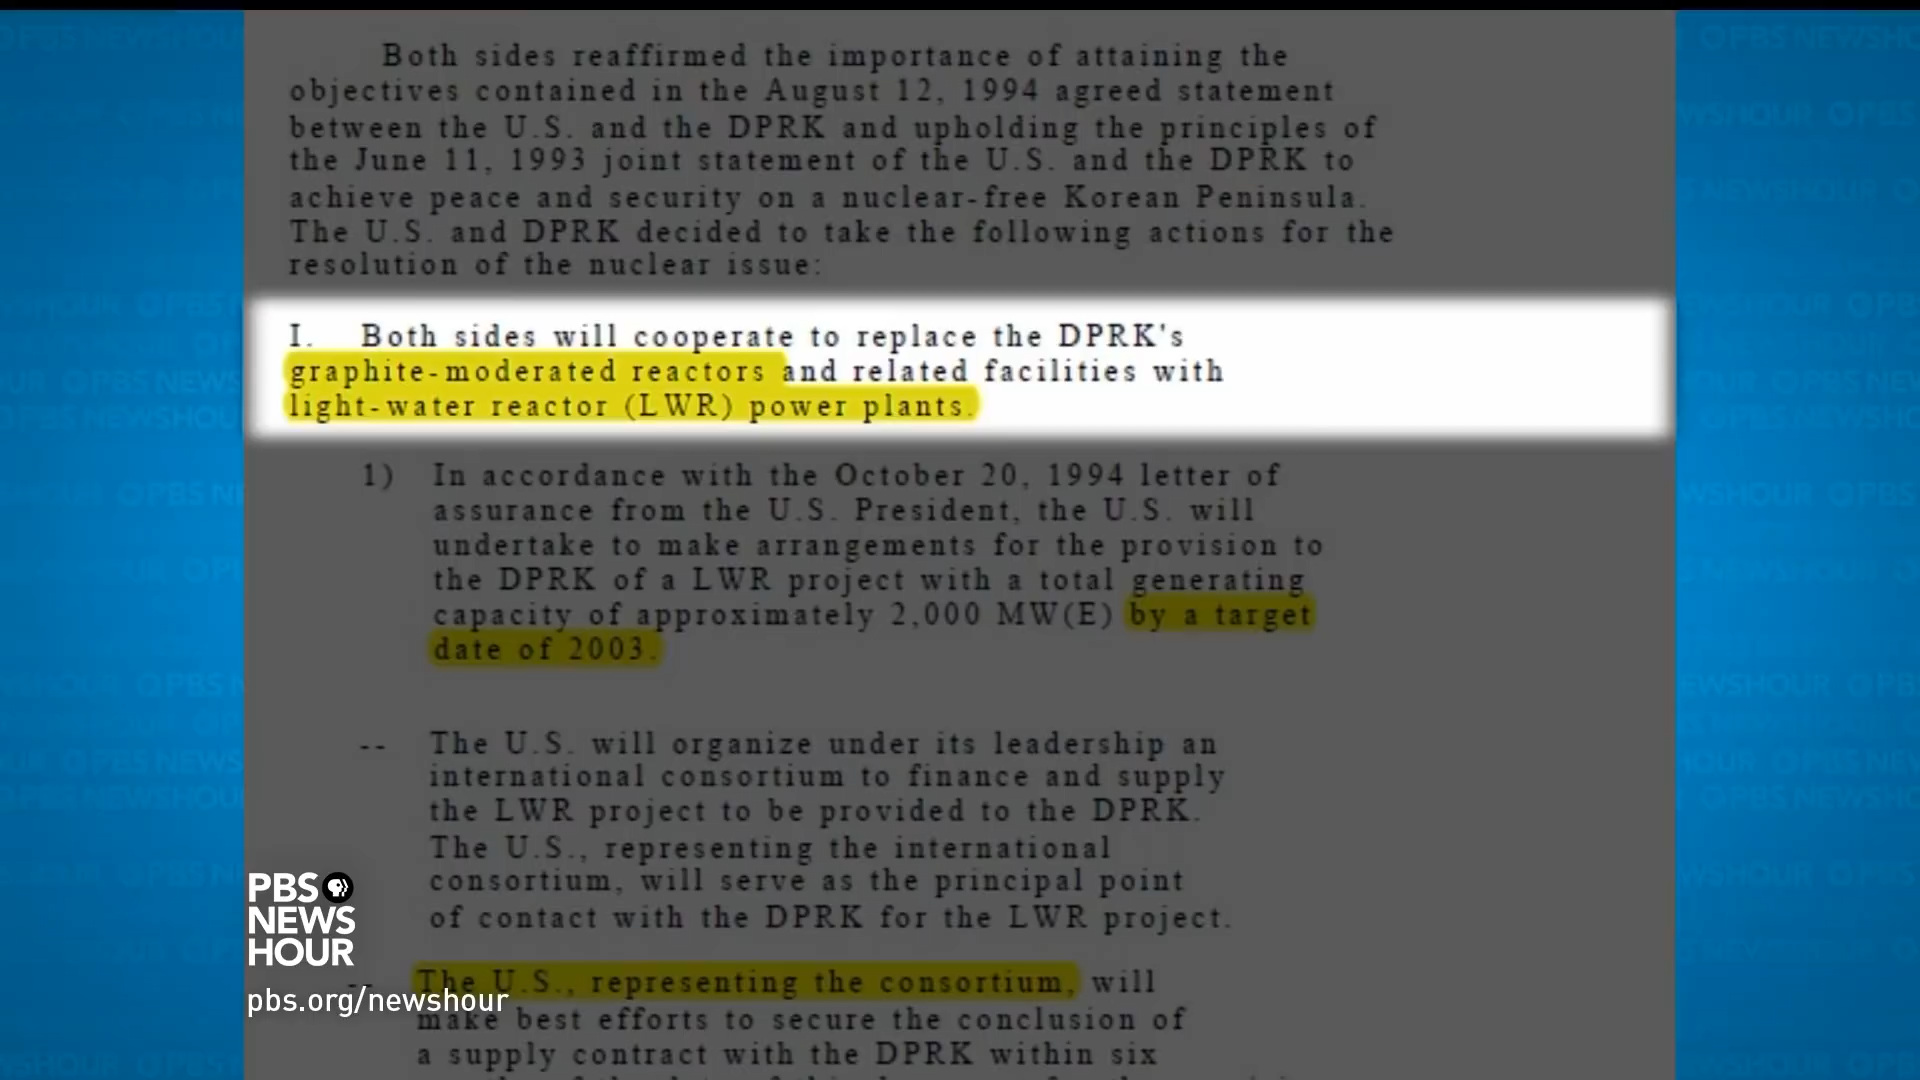 Both sides reaffirmed the importance of attaining the
objectives contained in the August 12, 1994 agreed statement
between the U.S. and the DPRK and upholding the principles of
the June 11, 1993 joint statement of the U.S. and the DPRK to
achieve peace and security on a nuclear-free Korean Peninsula.
The U.S. and DPRK decided to take the following actions for the
resolution of the nuclear issue:
I. Both sides will cooperate to replace the DPRK's
graphite-moderated reactors and related facilities with
light-water reactor (LWR) power plants.
1) In accordance with the October 20, 1994 letter of
assurance from the U.S. President, the U.S. will
undertake to make arrangements for the provision to
the DPRK of a LWR project with a total generating
capacity of approximately 2,000 MW(E) by a target
date of 2003.
-- The U.S. will organize under its leadership an
international consortium to finance and supply
the LWR project to be provided to the DPRK.
The U.S., representing the international
consortium, will serve as the principal point
of contact with the DPRK for the LWR project.
-- The U.S., representing the consortium, will
make best efforts to secure the conclusion of
a supply contract with the DPRK within six
PBS
NEWS
HOUR
pbs.org/newshour